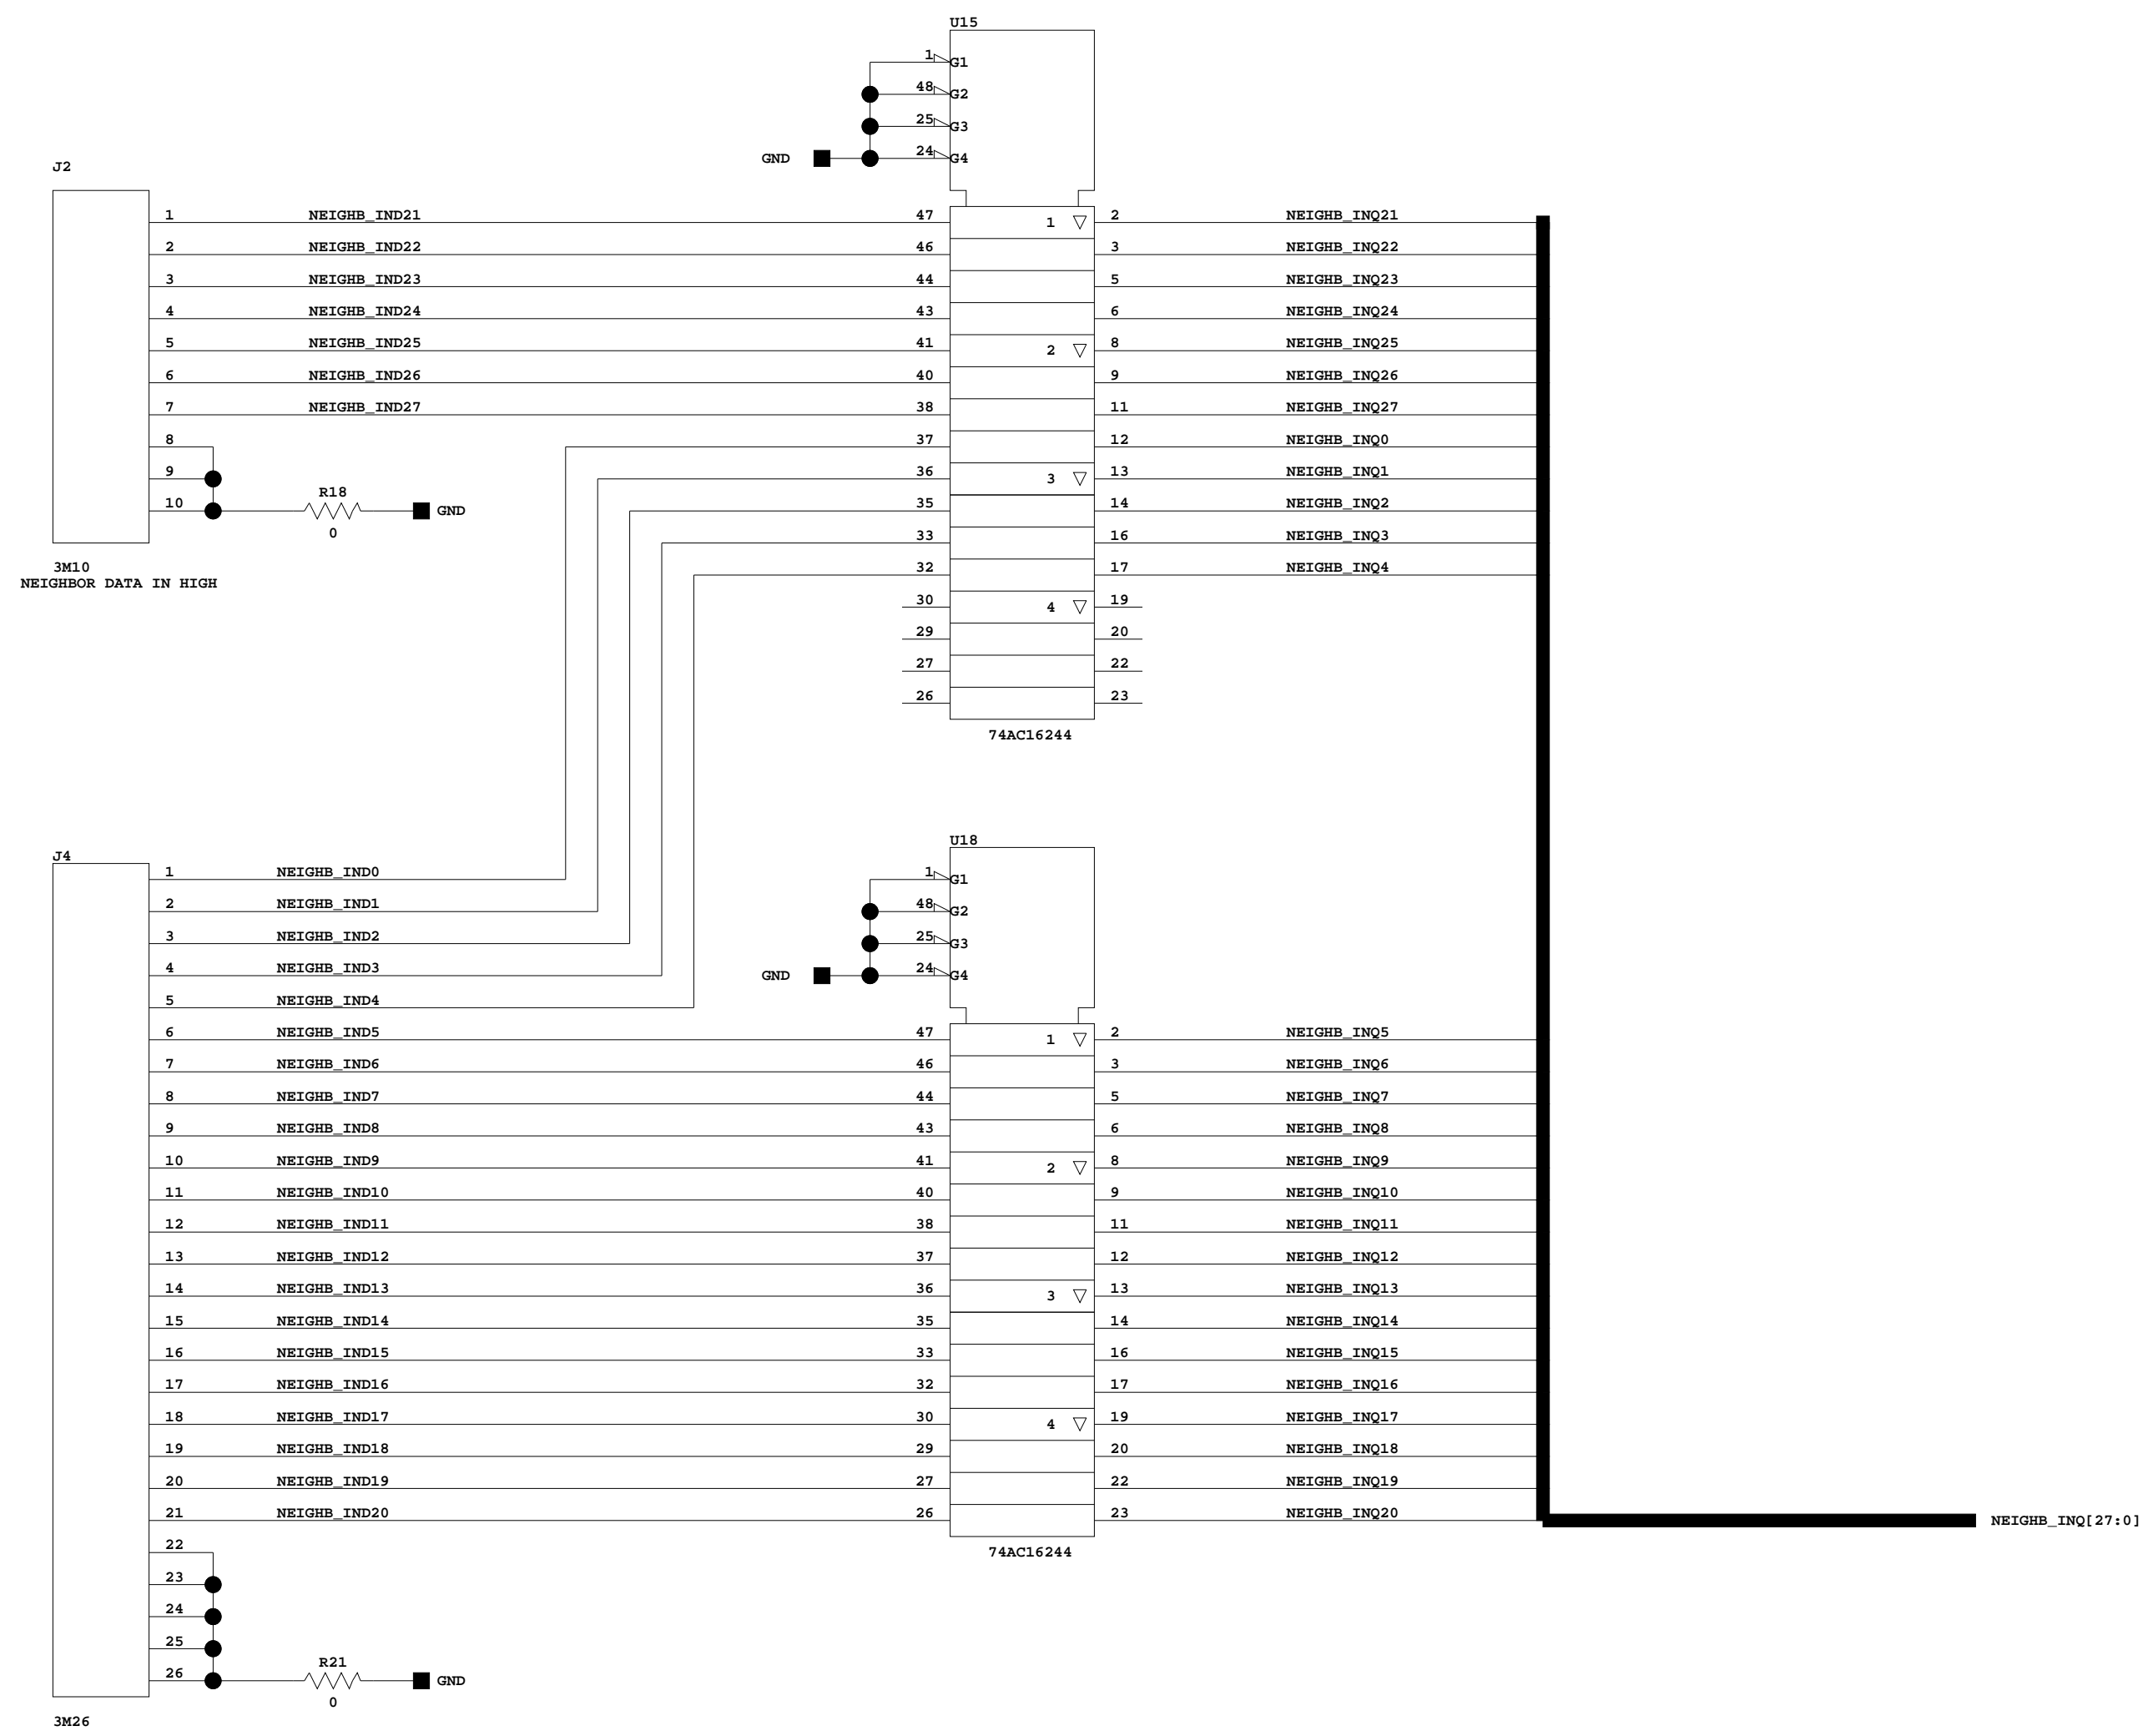 U15
1 G1
48 G2
25 G3
GND 24 G4
J2
1 NEIGHB_IND21 47 1 2 NEIGHB_INQ21
2 NEIGHB_IND22 46 3 NEIGHB_INQ22
3 NEIGHB_IND23 44 5 NEIGHB_INQ23
4 NEIGHB_IND24 43 6 NEIGHB_INQ24
5 NEIGHB_IND25 41 2 8 NEIGHB_INQ25
6 NEIGHB_IND26 40 9 NEIGHB_INQ26
7 NEIGHB_IND27 38 11 NEIGHB_INQ27
8 37 12 NEIGHB_INQ0
9 36 3 13 NEIGHB_INQ1
R18
10 GND 35 14 NEIGHB_INQ2
0
33 16 NEIGHB_INQ3
3M10 32 17 NEIGHB_INQ4
NEIGHBOR DATA IN HIGH
30 4 19
29 20
27 22
26 23
74AC16244
U18
J4
1 NEIGHB_IND0 1 G1
2 NEIGHB_IND1 48 G2
3 NEIGHB_IND2 25 G3
4 NEIGHB_IND3 GND 24 G4
5 NEIGHB_IND4
6 NEIGHB_IND5 47 1 2 NEIGHB_INQ5
7 NEIGHB_IND6 46 3 NEIGHB_INQ6
8 NEIGHB_IND7 44 5 NEIGHB_INQ7
9 NEIGHB_IND8 43 6 NEIGHB_INQ8
10 NEIGHB_IND9 41 2 8 NEIGHB_INQ9
11 NEIGHB_IND10 40 9 NEIGHB_INQ10
12 NEIGHB_IND11 38 11 NEIGHB_INQ11
13 NEIGHB_IND12 37 12 NEIGHB_INQ12
14 NEIGHB_IND13 36 3 13 NEIGHB_INQ13
15 NEIGHB_IND14 35 14 NEIGHB_INQ14
16 NEIGHB_IND15 33 16 NEIGHB_INQ15
17 NEIGHB_IND16 32 17 NEIGHB_INQ16
18 NEIGHB_IND17 30 4 19 NEIGHB_INQ17
19 NEIGHB_IND18 29 20 NEIGHB_INQ18
20 NEIGHB_IND19 27 22 NEIGHB_INQ19
21 NEIGHB_IND20 26 23 NEIGHB_INQ20
NEIGHB_INQ[27:0]
22 74AC16244
23
24
25
R21
26 GND
0
3M26